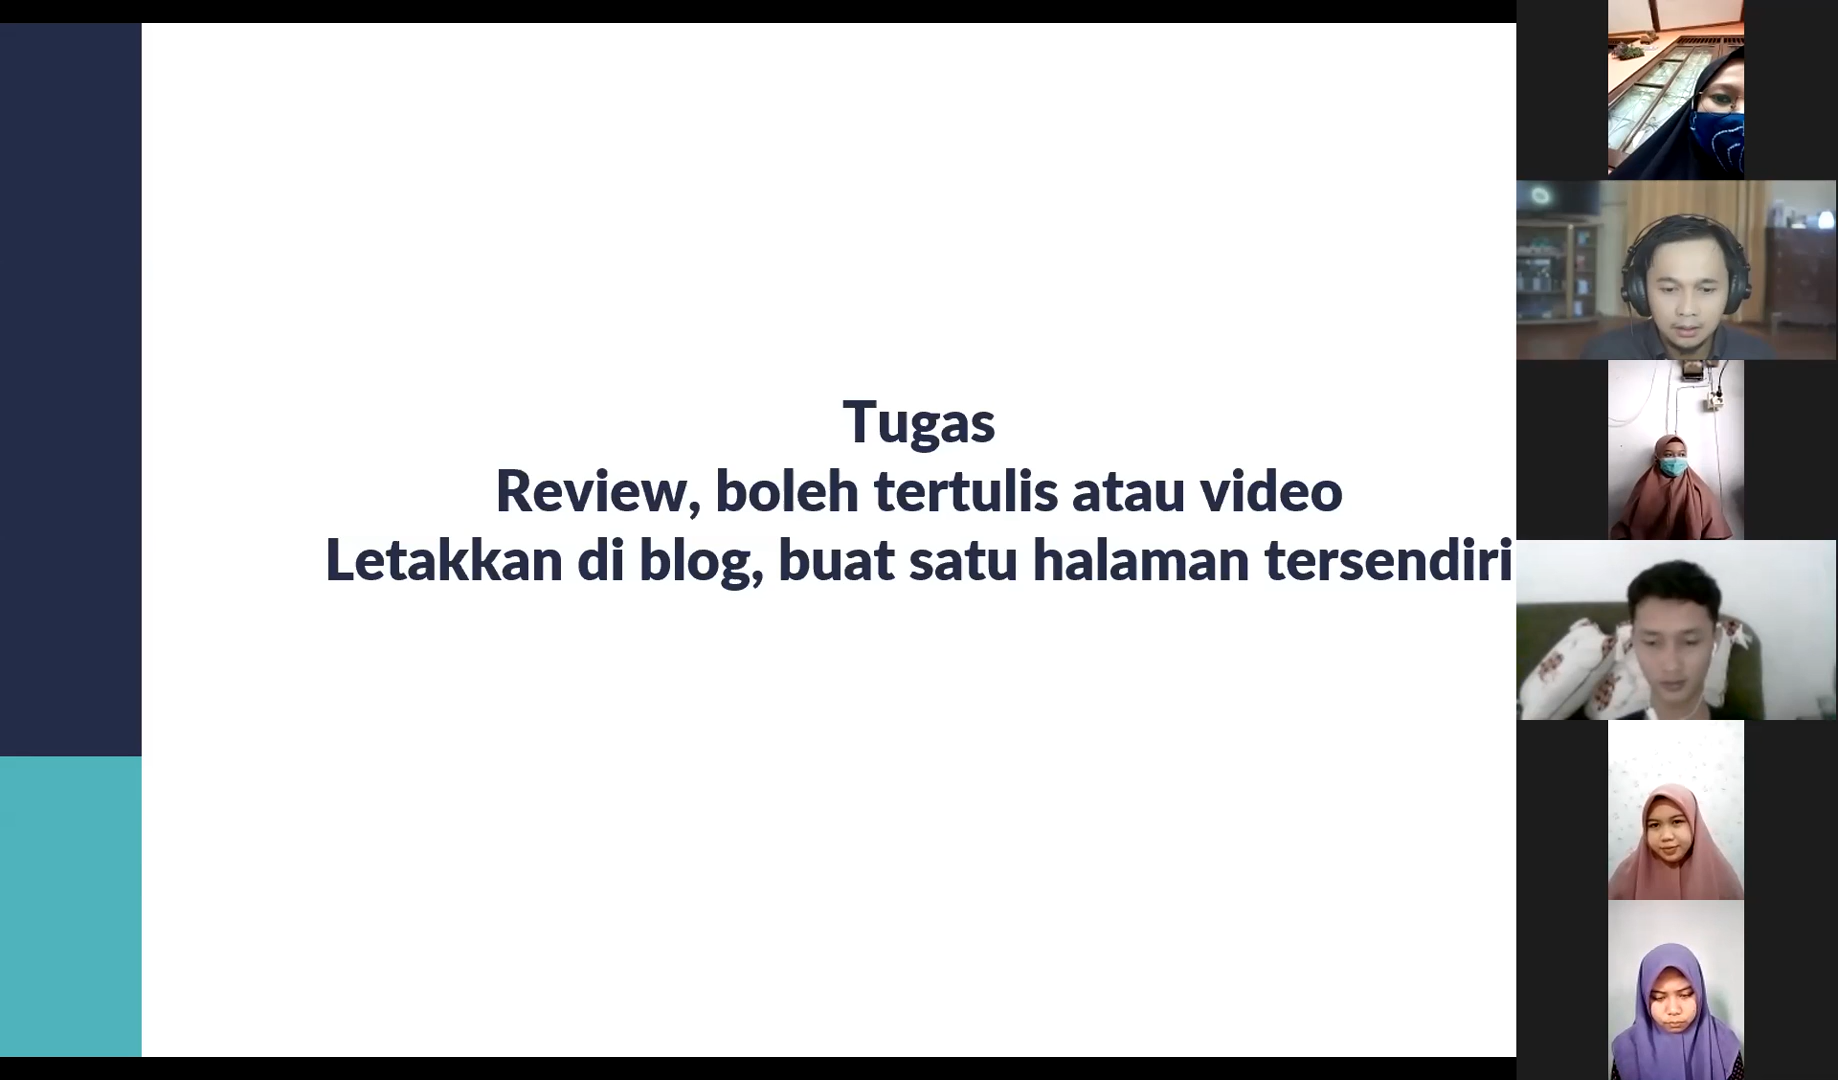 Tugas
Review, boleh tertulis atau video
Letakkan di blog, buat satu halaman tersendiri